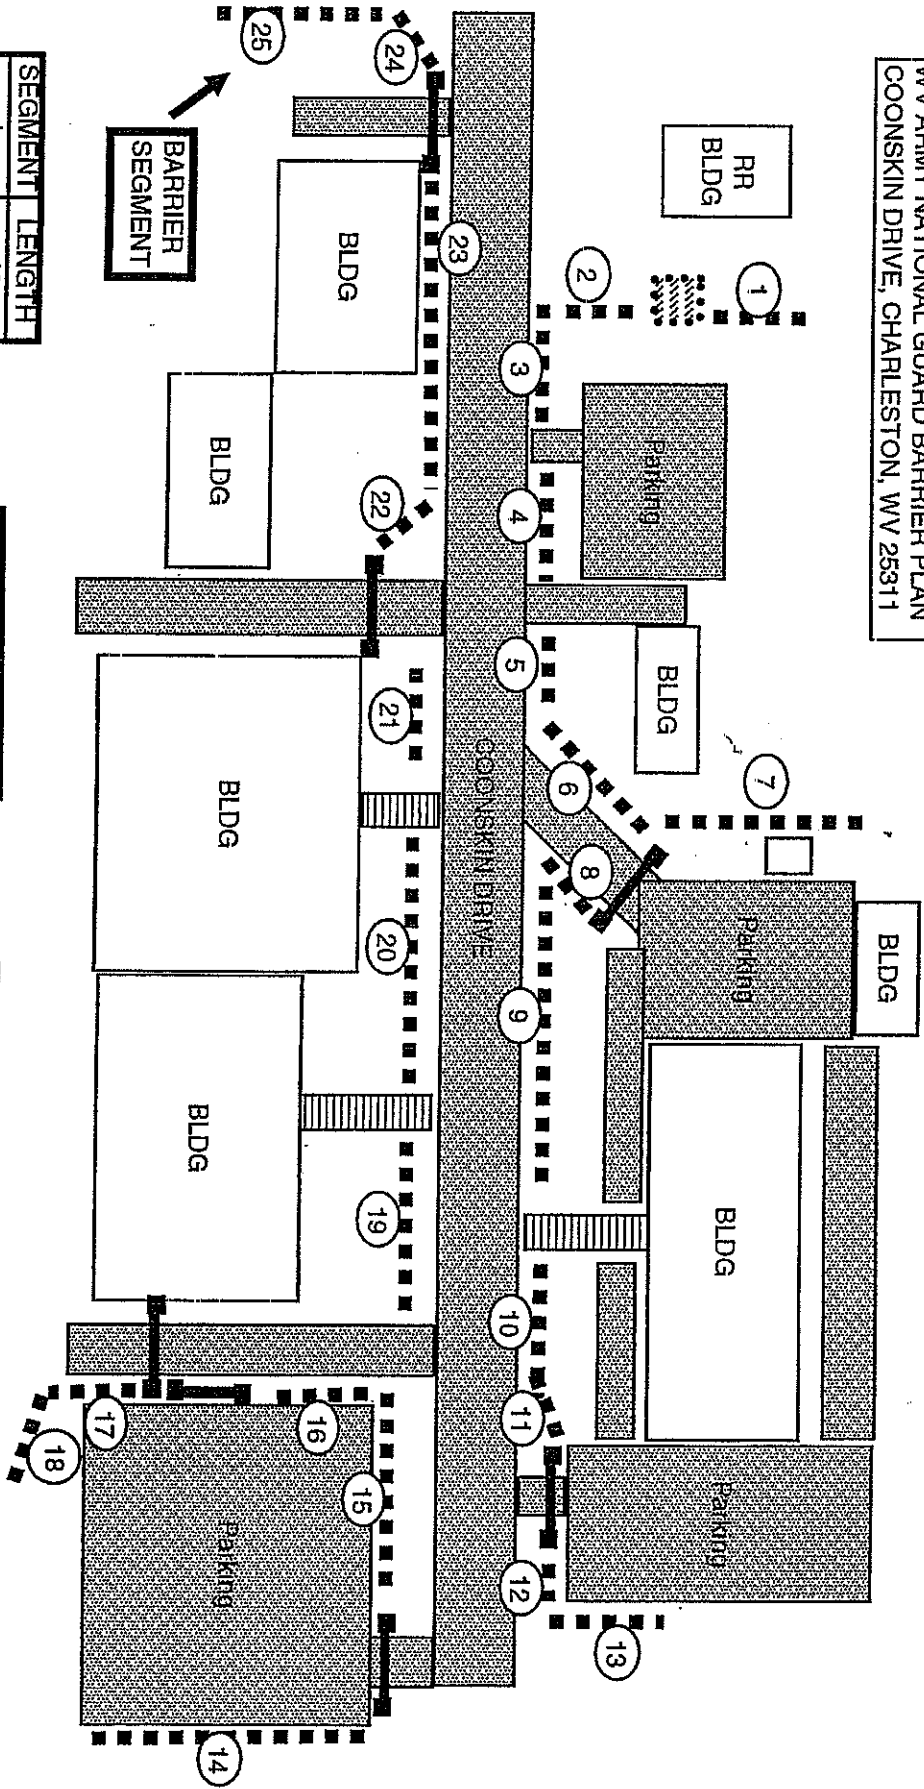 WV ARMY NATIONAL GUARD BARRIER PLAN
COONSKIN DRIVE, CHARLESTON, WV 25311
RR
BLDG
1
2
3
Parking
4
BLDG
5
6
7
8
BLDG
Parking
9
BLDG
10
11
Parking
12
13
COONSKIN DRIVE
25
24
23
BLDG
BLDG
22
21
BLDG
20
BLDG
19
18
17
16
15
Parking
14
BARRIER
SEGMENT
SEGMENT LENGTH